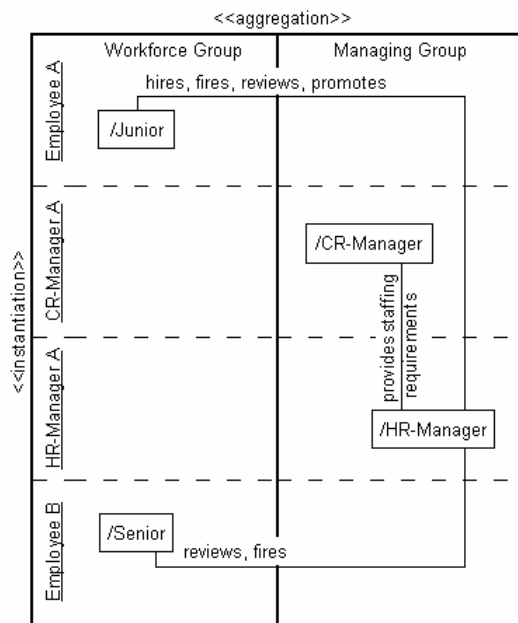 <<aggregation>>
Workforce Group
Managing Group
<<instantiation>>
Employee A
hires, fires, reviews, promotes
/Junior
CR-Manager A
/CR-Manager
provides staffing
requirements
HR-Manager A
/HR-Manager
Employee B
/Senior
reviews, fires